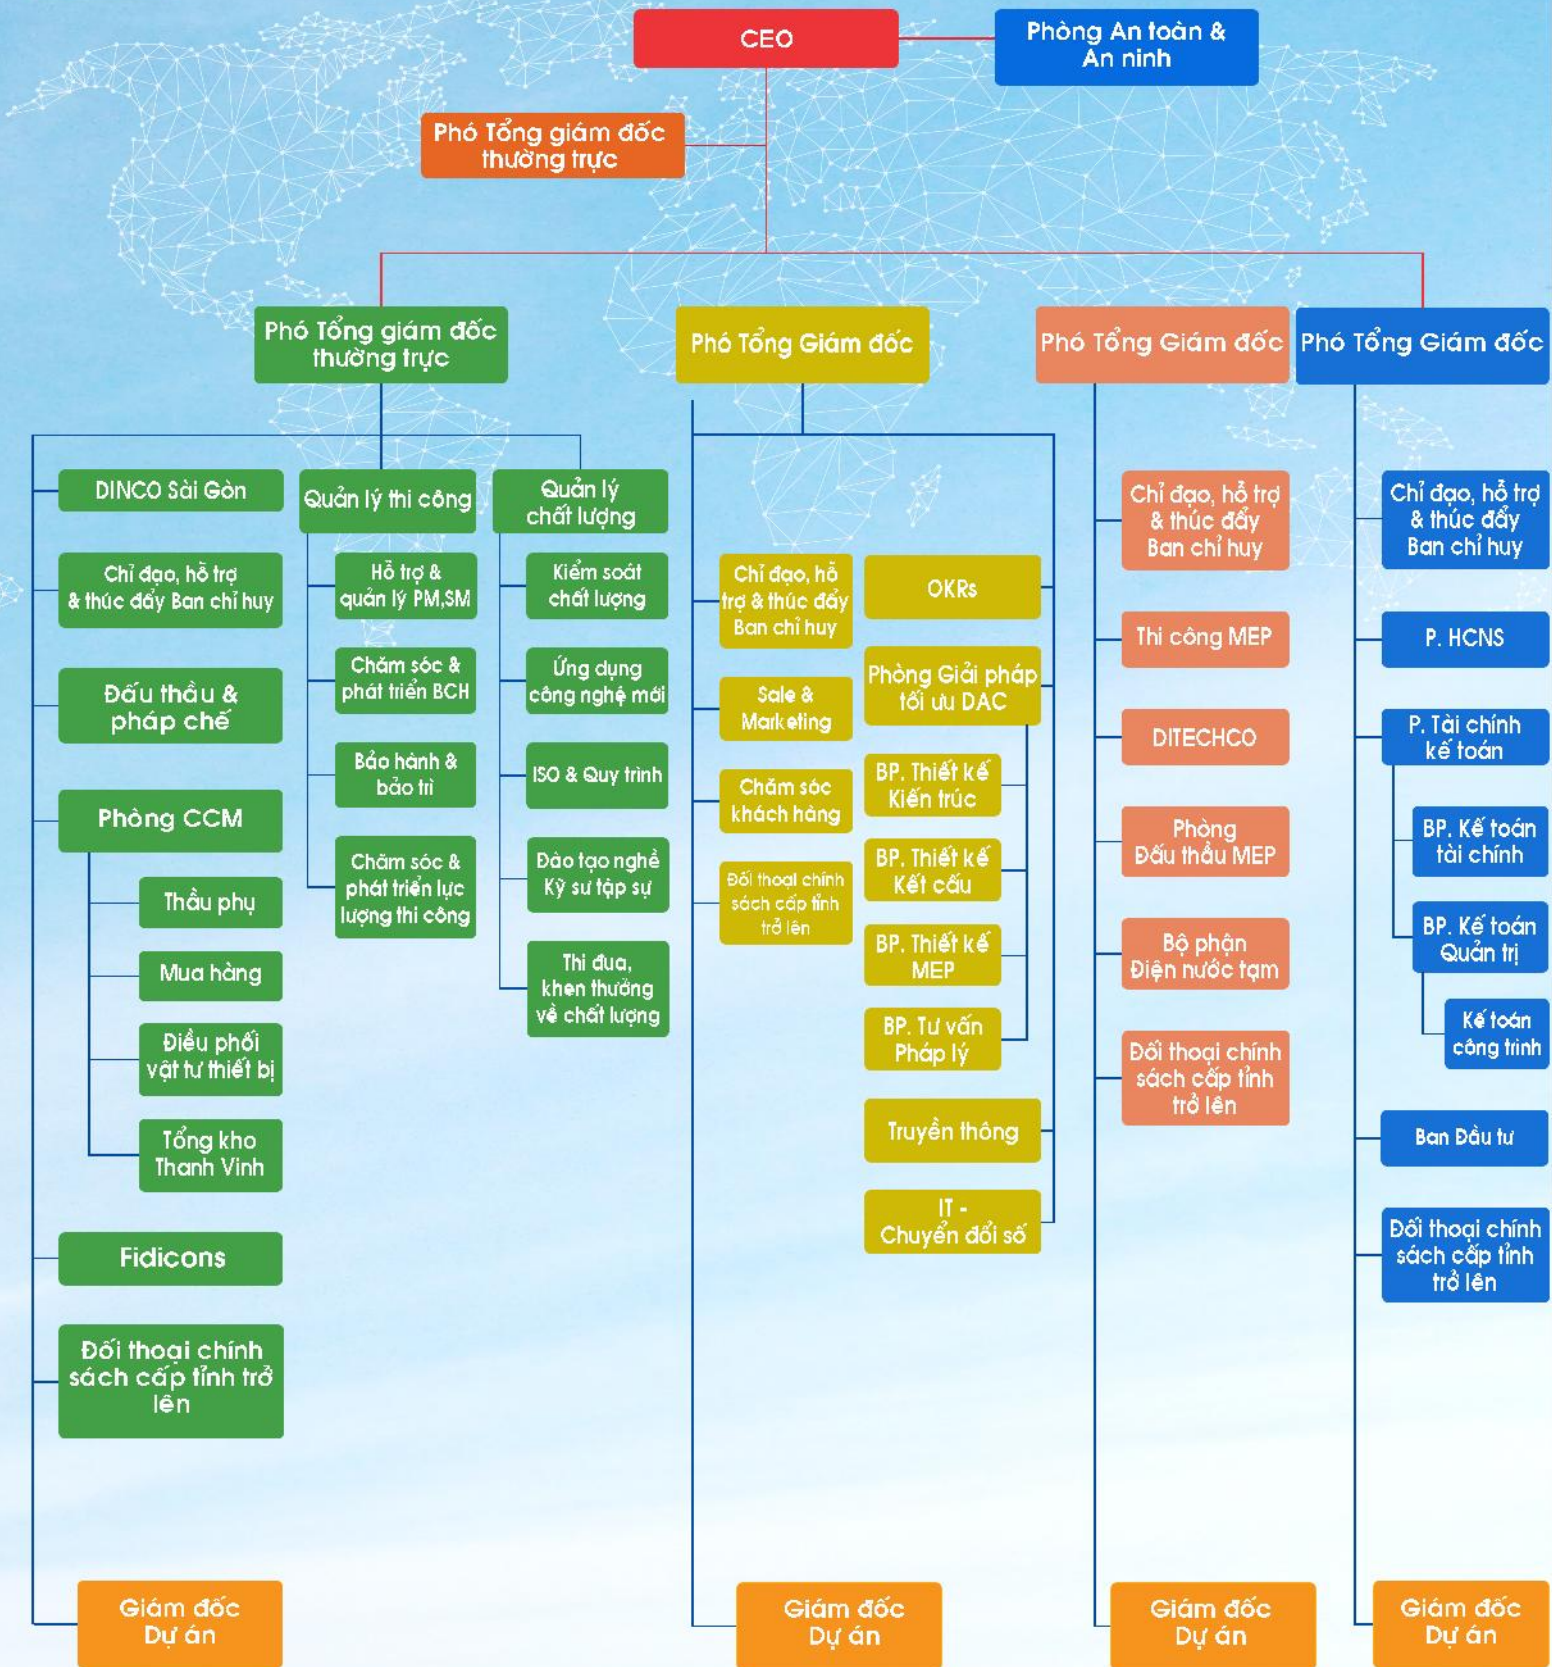 CEO
Phòng An toàn &
An ninh
Phó Tổng giám đốc
thường trực
Phó Tổng giám đốc
thường trực
DINCO Sài Gòn
Chỉ đạo, hỗ trợ
& thúc đẩy Ban chỉ huy
Đấu thầu &
pháp chế
Phòng CCM
Thầu phụ
Mua hàng
Điều phối
vật tư thiết bị
Tổng kho
Thanh Vinh
Fidicons
Đối thoại chính
sách cấp tỉnh trở
lên
Giám đốc
Dự án
Quản lý thi công
Hỗ trợ &
quản lý PM,SM
Chăm sóc &
phát triển BCH
Bảo hành &
bảo trì
Chăm sóc &
phát triển lực
lượng thi công
Quản lý
chất lượng
Kiểm soát
chất lượng
Ứng dụng
công nghệ mới
ISO & Quy trình
Đào tạo nghề
Kỹ sư tập sự
Thi đua,
khen thưởng
về chất lượng
Phó Tổng Giám đốc
Chỉ đạo, hỗ
trợ & thúc đẩy
Ban chỉ huy
Sale &
Marketing
Chăm sóc
khách hàng
Đối thoại chính
sách cấp tỉnh
trở lên
OKRs
Phòng Giải pháp
tối ưu DAC
BP. Thiết kế
Kiến trúc
BP. Thiết kế
Kết cấu
BP. Thiết kế
MEP
BP. Tư vấn
Pháp lý
Truyền thông
IT -
Chuyển đổi số
Giám đốc
Dự án
Phó Tổng Giám đốc
Chỉ đạo, hỗ trợ
& thúc đẩy
Ban chỉ huy
Thi công MEP
DITECHCO
Phòng
Đấu thầu MEP
Bộ phận
Điện nước tạm
Đối thoại chính
sách cấp tỉnh
trở lên
Giám đốc
Dự án
Phó Tổng Giám đốc
Chỉ đạo, hỗ trợ
& thúc đẩy
Ban chỉ huy
P. HCNS
P. Tài chính
kế toán
BP. Kế toán
tài chính
BP. Kế toán
Quản trị
Kế toán
công trình
Ban Đầu tư
Đối thoại chính
sách cấp tỉnh
trở lên
Giám đốc
Dự án